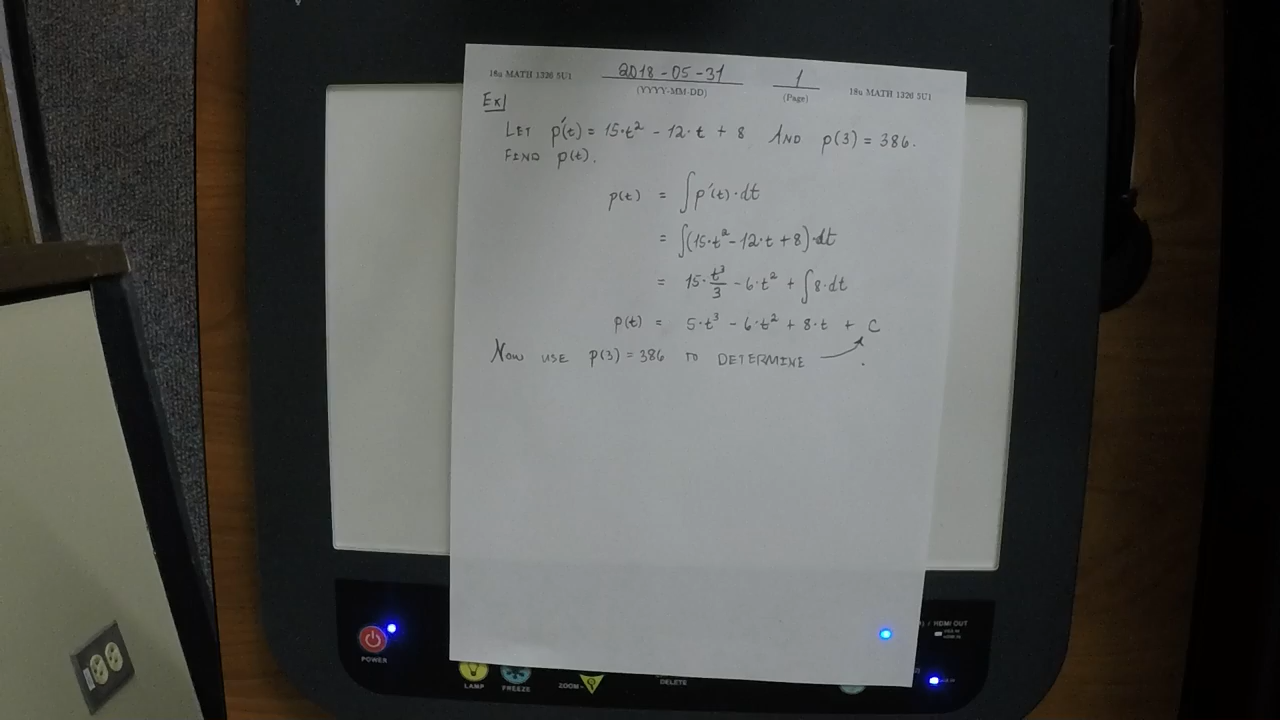 18u MATH 1326 5U1 2018-05-31 1 18u MATH 1326 5U1
(YYYY-MM-DD) (Page)
Ex
LET p'(t) = 15·t² - 12·t + 8 AND p(3) = 386.
FIND p(t).
p(t) = ∫p'(t)·dt
= ∫(15·t² - 12·t + 8)·dt
= 15·t³/3 - 6·t² + ∫8·dt
p(t) = 5·t³ - 6·t² + 8·t + C
NOW USE p(3) = 386 TO DETERMINE .
/ HDMI OUT
POWER
LAMP FREEZE ZOOM- DELETE